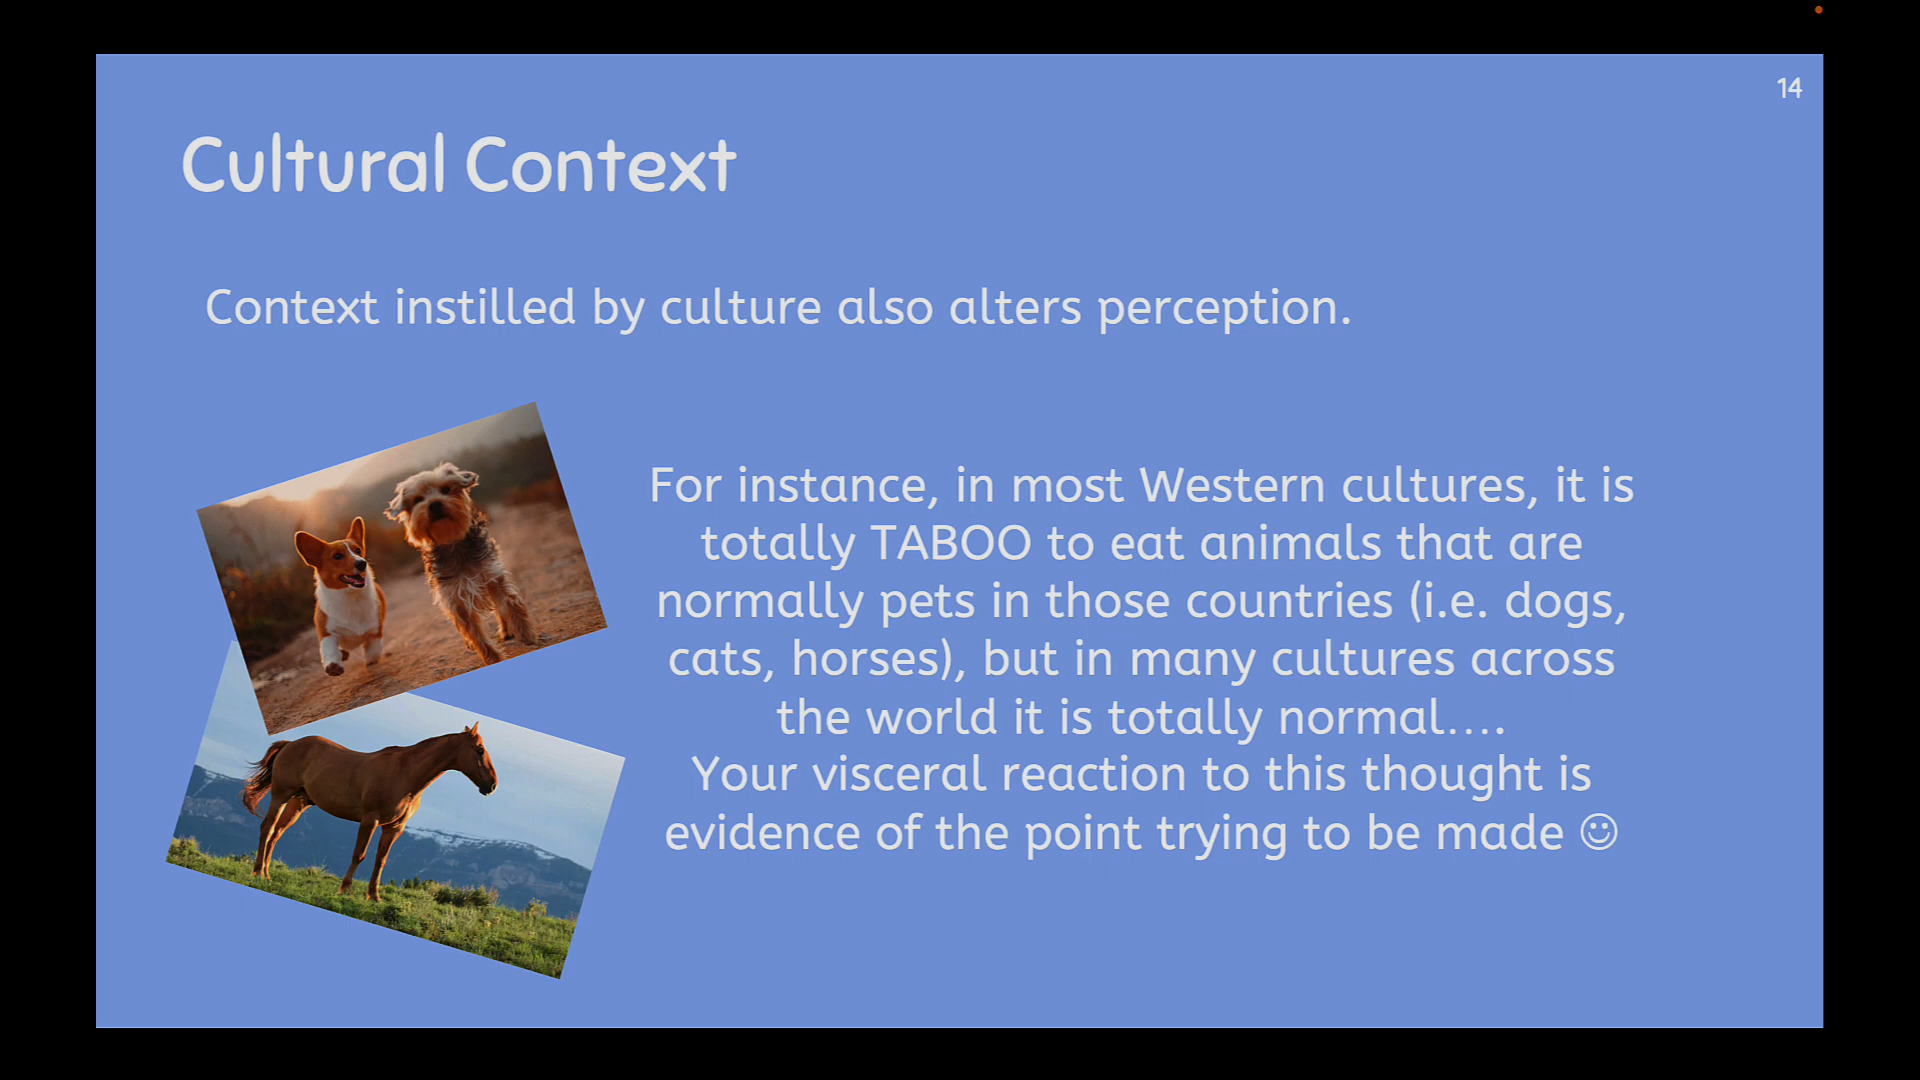 14
Cultural Context
Context instilled by culture also alters perception.
For instance, in most Western cultures, it is
totally TABOO to eat animals that are
normally pets in those countries (i.e. dogs,
cats, horses), but in many cultures across
the world it is totally normal....
Your visceral reaction to this thought is
evidence of the point trying to be made ☺